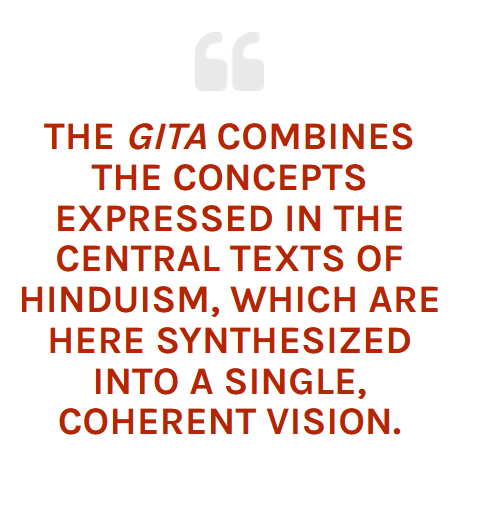 THE GITA COMBINES
THE CONCEPTS
EXPRESSED IN THE
CENTRAL TEXTS OF
HINDUISM, WHICH ARE
HERE SYNTHESIZED
INTO A SINGLE,
COHERENT VISION.